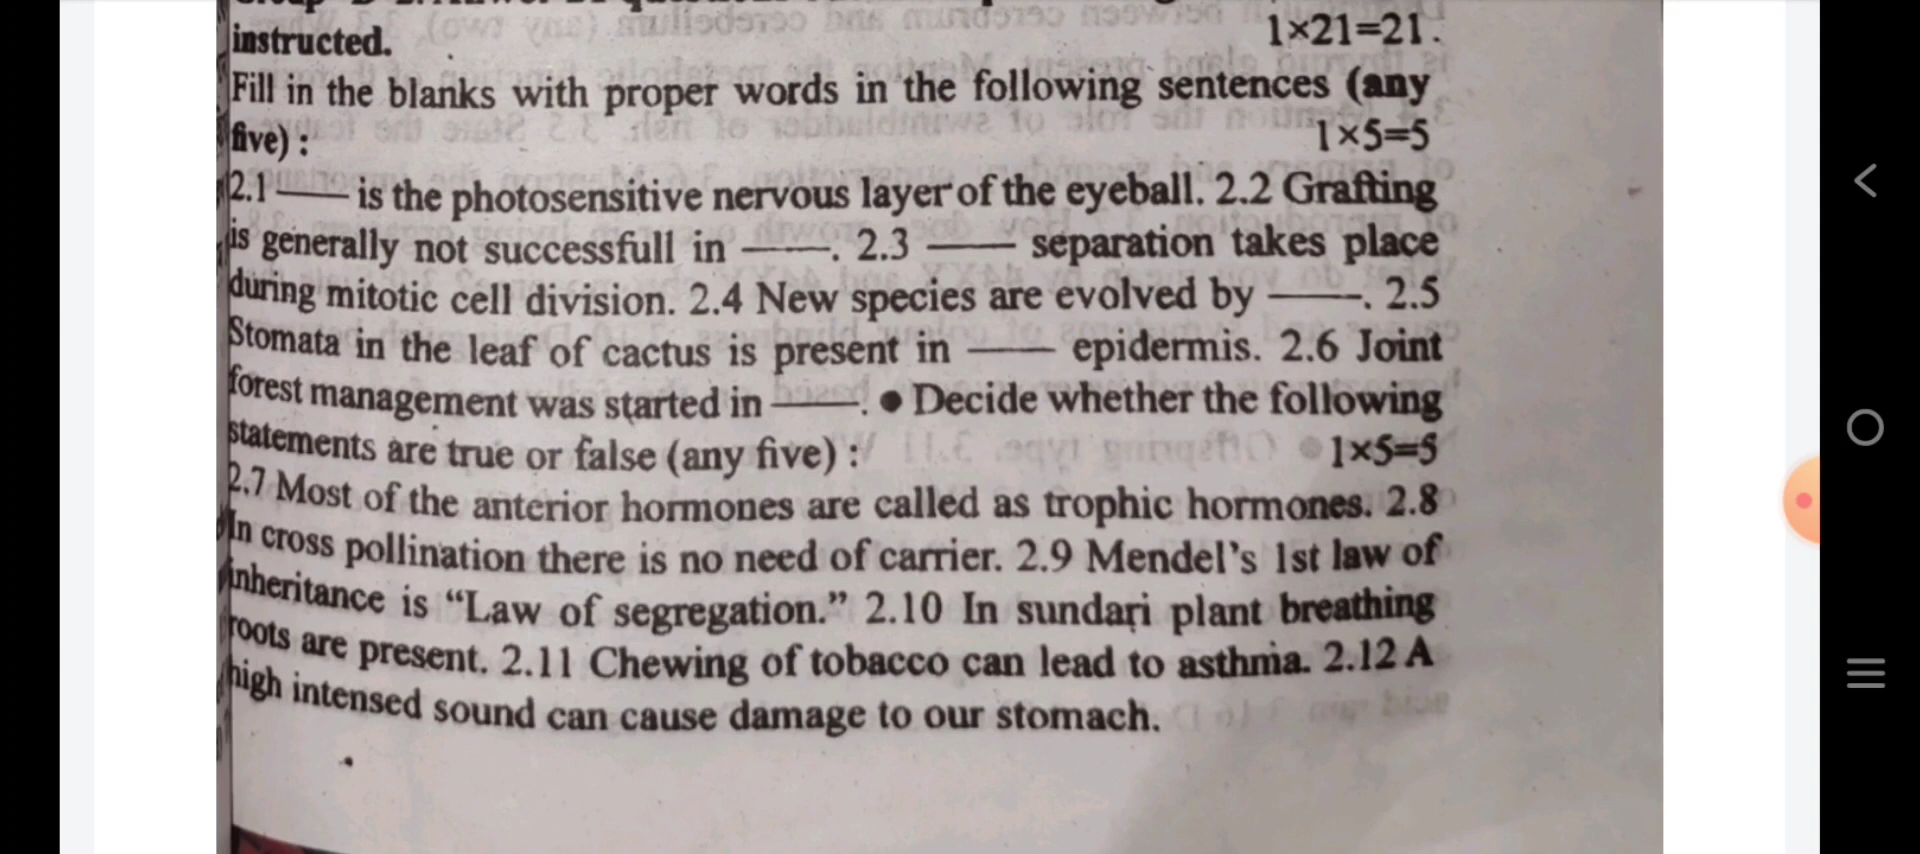 instructed. 1×21=21.
Fill in the blanks with proper words in the following sentences (any
five) : 1×5=5
2.1 —— is the photosensitive nervous layer of the eyeball. 2.2 Grafting
is generally not successfull in ——. 2.3 —— separation takes place
during mitotic cell division. 2.4 New species are evolved by ——. 2.5
Stomata in the leaf of cactus is present in —— epidermis. 2.6 Joint
forest management was started in ——. ● Decide whether the following
statements are true or false (any five) : 1×5=5
2.7 Most of the anterior hormones are called as trophic hormones. 2.8
In cross pollination there is no need of carrier. 2.9 Mendel's 1st law of
inheritance is "Law of segregation." 2.10 In sundari plant breathing
roots are present. 2.11 Chewing of tobacco can lead to asthma. 2.12 A
high intensed sound can cause damage to our stomach.